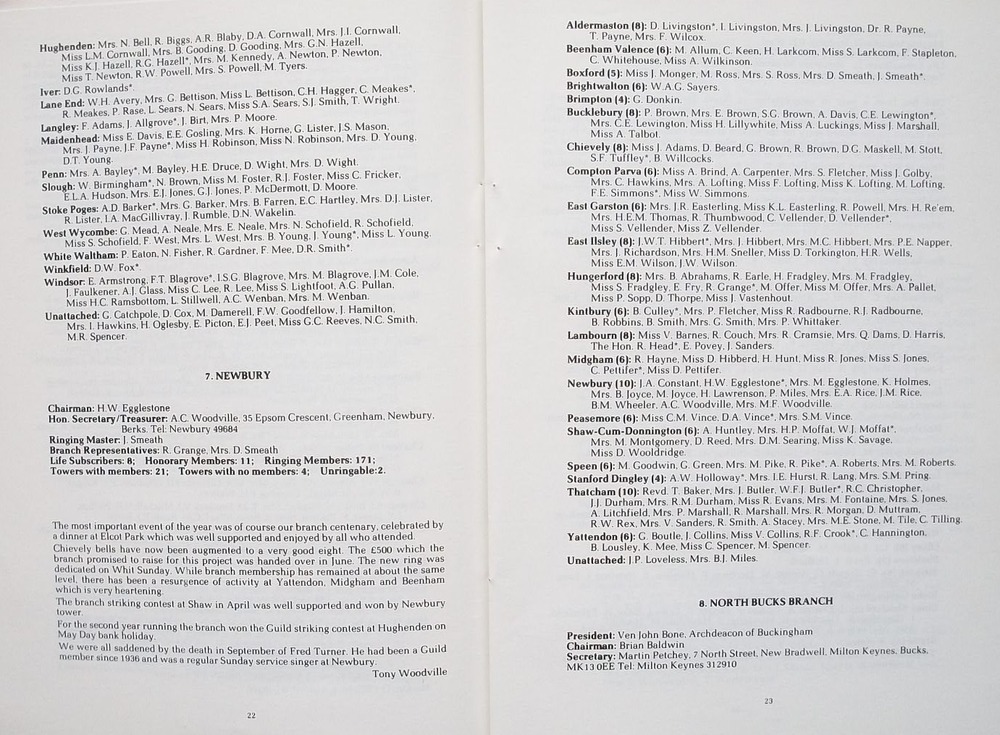 Hughenden: Mrs. N. Bell, R. Biggs, A.R. Blaby, D.A. Cornwall, Mrs. J.I. Cornwall,
Miss L.M. Cornwall, Mrs. B. Gooding, D. Gooding, Mrs. G.N. Hazell,
Miss K.J. Hazell, R.G. Hazell*, Mrs. M. Kennedy, A. Newton, P. Newton,
Miss T. Newton, R.W. Powell, Mrs. S. Powell, M. Tyers.
Iver: D.G. Rowlands*.
Lane End: W.H. Avery, Mrs. G. Bettison, Miss L. Bettison, C.H. Hagger, C. Meakes*,
R. Meakes, P. Rase, L. Sears, N. Sears, Miss S.A. Sears, S.J. Smith, T. Wright.
Langley: F. Adams, J. Allgrove*, J. Birt, Mrs. P. Moore.
Maidenhead: Miss E. Davis, E.E. Gosling, Mrs. K. Horne, G. Lister, J.S. Mason,
Mrs. J. Payne, J.F. Payne*, Miss H. Robinson, Miss N. Robinson, Mrs. D. Young,
D.T. Young.
Penn: Mrs. A. Bayley*, M. Bayley, H.E. Druce, D. Wight, Mrs. D. Wight.
Slough: W. Birmingham*, N. Brown, Miss M. Foster, R.J. Foster, Miss C. Fricker,
E.L.A. Hudson, Mrs. E.J. Jones, G.J. Jones, P. McDermott, D. Moore.
Stoke Poges: A.D. Barker*, Mrs. G. Barker, Mrs. B. Farren, E.C. Hartley, Mrs. D.J. Lister,
R. Lister, I.A. MacGillivray, J. Rumble, D.N. Wakelin.
West Wycombe: G. Mead, A. Neale, Mrs. E. Neale, Mrs. N. Schofield, R. Schofield,
Miss S. Schofield, F. West, Mrs. L. West, Mrs. B. Young, J. Young*, Miss L. Young.
White Waltham: P. Eaton, N. Fisher, R. Gardner, F. Mee, D.R. Smith*.
Winkfield: D.W. Fox*.
Windsor: E. Armstrong, F.T. Blagrove*, I.S.G. Blagrove, Mrs. M. Blagrove, J.M. Cole,
J. Faulkener, A.J. Glass, Miss C. Lee, R. Lee, Miss S. Lightfoot, A.G. Pullan,
Miss H.C. Ramsbottom, L. Stillwell, A.C. Wenban, Mrs. M. Wenban.
Unattached: G. Catchpole, D. Cox, M. Damerell, F.W. Goodfellow, J. Hamilton,
Mrs. I. Hawkins, H. Oglesby, E. Picton, E.J. Peet, Miss G.C. Reeves, N.C. Smith,
M.R. Spencer.
7. NEWBURY
Chairman: H.W. Egglestone
Hon. Secretary/Treasurer: A.C. Woodville, 35 Epsom Crescent, Greenham, Newbury,
Berks. Tel: Newbury 49684
Ringing Master: J. Smeath
Branch Representatives: R. Grange, Mrs. D. Smeath
Life Subscribers: 8; Honorary Members: 11; Ringing Members: 171;
Towers with members: 21; Towers with no members: 4; Unringable:2.
The most important event of the year was of course our branch centenary, celebrated by
a dinner at Elcot Park which was well supported and enjoyed by all who attended.
Chievely bells have now been augmented to a very good eight. The £500 which the
branch promised to raise for this project was handed over in June. The new ring was
dedicated on Whit Sunday. While branch membership has remained at about the same
level, there has been a resurgence of activity at Yattendon, Midgham and Beenham
which is very heartening.
The branch striking contest at Shaw in April was well supported and won by Newbury
tower.
For the second year running the branch won the Guild striking contest at Hughenden on
May Day bank holiday.
We were all saddened by the death in September of Fred Turner. He had been a Guild
member since 1936 and was a regular Sunday service singer at Newbury.
Tony Woodville
22
Aldermaston (8): D. Livingston*, I. Livingston, Mrs. J. Livingston, Dr. R. Payne,
T. Payne, Mrs. F. Wilcox.
Beenham Valence (6): M. Allum, C. Keen, H. Larkcom, Miss S. Larkcom, F. Stapleton,
C. Whitehouse, Miss A. Wilkinson.
Boxford (5): Miss J. Monger, M. Ross, Mrs. S. Ross, Mrs. D. Smeath, J. Smeath*.
Brightwalton (6): W.A.G. Sayers.
Brimpton (4): G. Donkin.
Bucklebury (8): P. Brown, Mrs. E. Brown, S.G. Brown, A. Davis, C.E. Lewington*,
Mrs. C.E. Lewington, Miss H. Lillywhite, Miss A. Luckings, Miss J. Marshall,
Miss A. Talbot.
Chievely (8): Miss J. Adams, D. Beard, G. Brown, R. Brown, D.G. Maskell, M. Stott,
S.F. Tuffley*, B. Willcocks.
Compton Parva (6): Miss A. Brind, A. Carpenter, Mrs. S. Fletcher, Miss J. Golby,
Mrs. C. Hawkins, Mrs. A. Lofting, Miss F. Lofting, Miss K. Lofting, M. Lofting,
F.E. Simmons*, Miss W. Simmons.
East Garston (6): Mrs. J.R. Easterling, Miss K.L. Easterling, R. Powell, Mrs. H. Re'em,
Mrs. H.E.M. Thomas, R. Thumbwood, C. Vellender, D. Vellender*,
Miss S. Vellender, Miss Z. Vellender.
East Ilsley (8): J.W.T. Hibbert*, Mrs. J. Hibbert, Mrs. M.C. Hibbert, Mrs. P.E. Napper,
Mrs. J. Richardson, Mrs. H.M. Sneller, Miss D. Torkington, H.R. Wells,
Miss E.M. Wilson, J.W. Wilson.
Hungerford (8): Mrs. B. Abrahams, R. Earle, H. Fradgley, Mrs. M. Fradgley,
Miss S. Fradgley, E. Fry, R. Grange*, M. Offer, Miss M. Offer, Mrs. A. Pallet,
Miss P. Sopp, D. Thorpe, Miss J. Vastenhout.
Kintbury (6): B. Culley*, Mrs. P. Fletcher, Miss R. Radbourne, R.J. Radbourne,
B. Robbins, B. Smith, Mrs. G. Smith, Mrs. P. Whittaker.
Lambourn (8): Miss V. Barnes, R. Couch, Mrs. R. Cramsie, Mrs. Q. Dams, D. Harris,
The Hon. R. Head*, E. Povey, J. Sanders.
Midgham (6): R. Hayne, Miss D. Hibberd, H. Hunt, Miss R. Jones, Miss S. Jones,
C. Pettifer*, Miss D. Pettifer.
Newbury (10): J.A. Constant, H.W. Egglestone*, Mrs. M. Egglestone, K. Holmes,
Mrs. B. Joyce, M. Joyce, H. Lawrenson, P. Miles, Mrs. E.A. Rice, J.M. Rice,
B.M. Wheeler, A.C. Woodville, Mrs. M.F. Woodville.
Peasemore (6): Miss C.M. Vince, D.A. Vince*, Mrs. S.M. Vince.
Shaw-Cum-Donnington (6): A. Huntley, Mrs. H.P. Moffat, W.J. Moffat*,
Mrs. M. Montgomery, D. Reed, Mrs. D.M. Searing, Miss K. Savage,
Miss D. Wooldridge.
Speen (6): M. Goodwin, G. Green, Mrs. M. Pike, R. Pike*, A. Roberts, Mrs. M. Roberts.
Stanford Dingley (4): A.W. Holloway*, Mrs. I.E. Hurst, R. Lang, Mrs. S.M. Pring.
Thatcham (10): Revd. T. Baker, Mrs. J. Butler, W.F.J. Butler*, R.C. Christopher,
J.J. Durham, Mrs. R.M. Durham, Miss R. Evans, Mrs. M. Fontaine, Mrs. S. Jones,
A. Litchfield, Mrs. P. Marshall, R. Marshall, Mrs. R. Morgan, D. Muttram,
R.W. Rex, Mrs. V. Sanders, R. Smith, A. Stacey, Mrs. M.E. Stone, M. Tile, C. Tilling.
Yattendon (6): G. Boutle, J. Collins, Miss V. Collins, R.F. Crook*, C. Hannington,
B. Lousley, K. Mee, Miss C. Spencer, M. Spencer.
Unattached: J.P. Loveless, Mrs. B.J. Miles.
8. NORTH BUCKS BRANCH
President: Ven John Bone, Archdeacon of Buckingham
Chairman: Brian Baldwin
Secretary: Martin Petchey, 7 North Street, New Bradwell, Milton Keynes, Bucks,
MK13 0EE Tel: Milton Keynes 312910
23